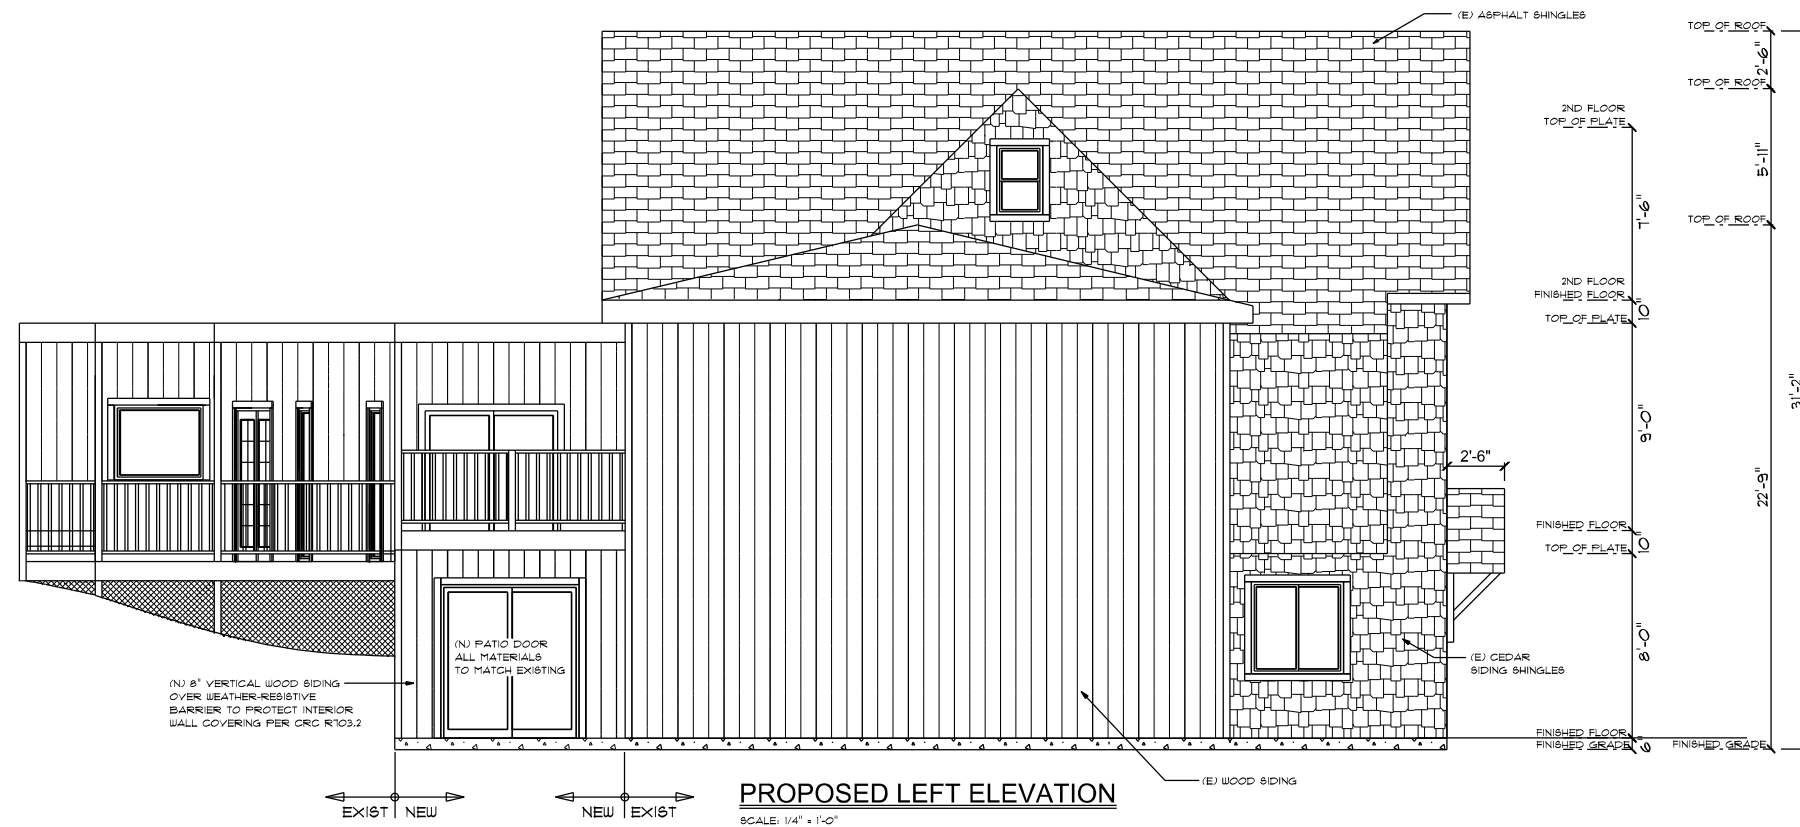 (E) ASPHALT SHINGLES
TOP OF ROOF
2'-6"
TOP OF ROOF
2ND FLOOR
TOP OF PLATE
5'-11"
7'-6"
TOP OF ROOF
2ND FLOOR
FINISHED FLOOR
10"
TOP OF PLATE
31'-2"
9'-0"
2'-6"
22'-9"
FINISHED FLOOR
10"
TOP OF PLATE
8'-0"
(N) PATIO DOOR
ALL MATERIALS
TO MATCH EXISTING
(E) CEDAR
SIDING SHINGLES
(N) 8" VERTICAL WOOD SIDING
OVER WEATHER-RESISTIVE
BARRIER TO PROTECT INTERIOR
WALL COVERING PER CRC R703.2
FINISHED FLOOR
FINISHED GRADE
6"
FINISHED GRADE
(E) WOOD SIDING
EXIST NEW
NEW EXIST
PROPOSED LEFT ELEVATION
SCALE: 1/4" = 1'-0"